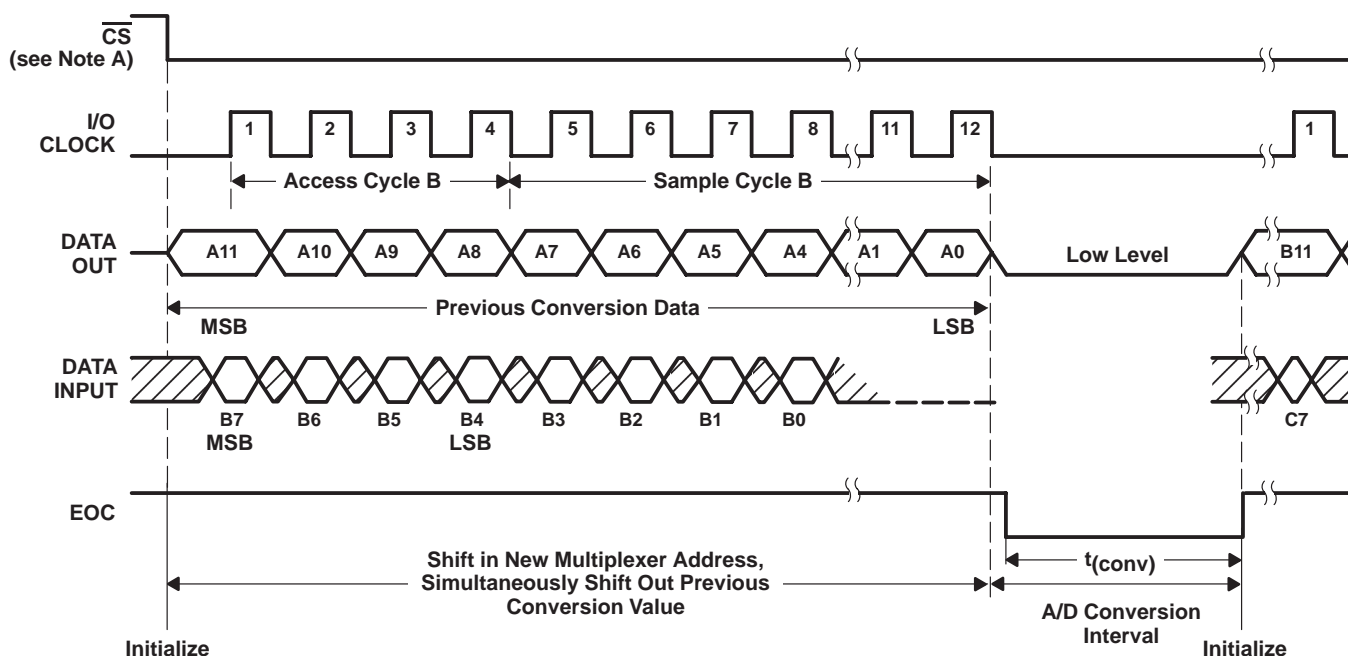 CS
(see Note A)
I/O
CLOCK
1 2 3 4 5 6 7 8 11 12 1
Access Cycle B
Sample Cycle B
DATA
OUT
A11 A10 A9 A8 A7 A6 A5 A4 A1 A0 Low Level B11
Previous Conversion Data
MSB LSB
DATA
INPUT
B7 B6 B5 B4 B3 B2 B1 B0 C7
MSB LSB
EOC
Shift in New Multiplexer Address,
Simultaneously Shift Out Previous
Conversion Value
t(conv)
A/D Conversion
Interval
Initialize Initialize